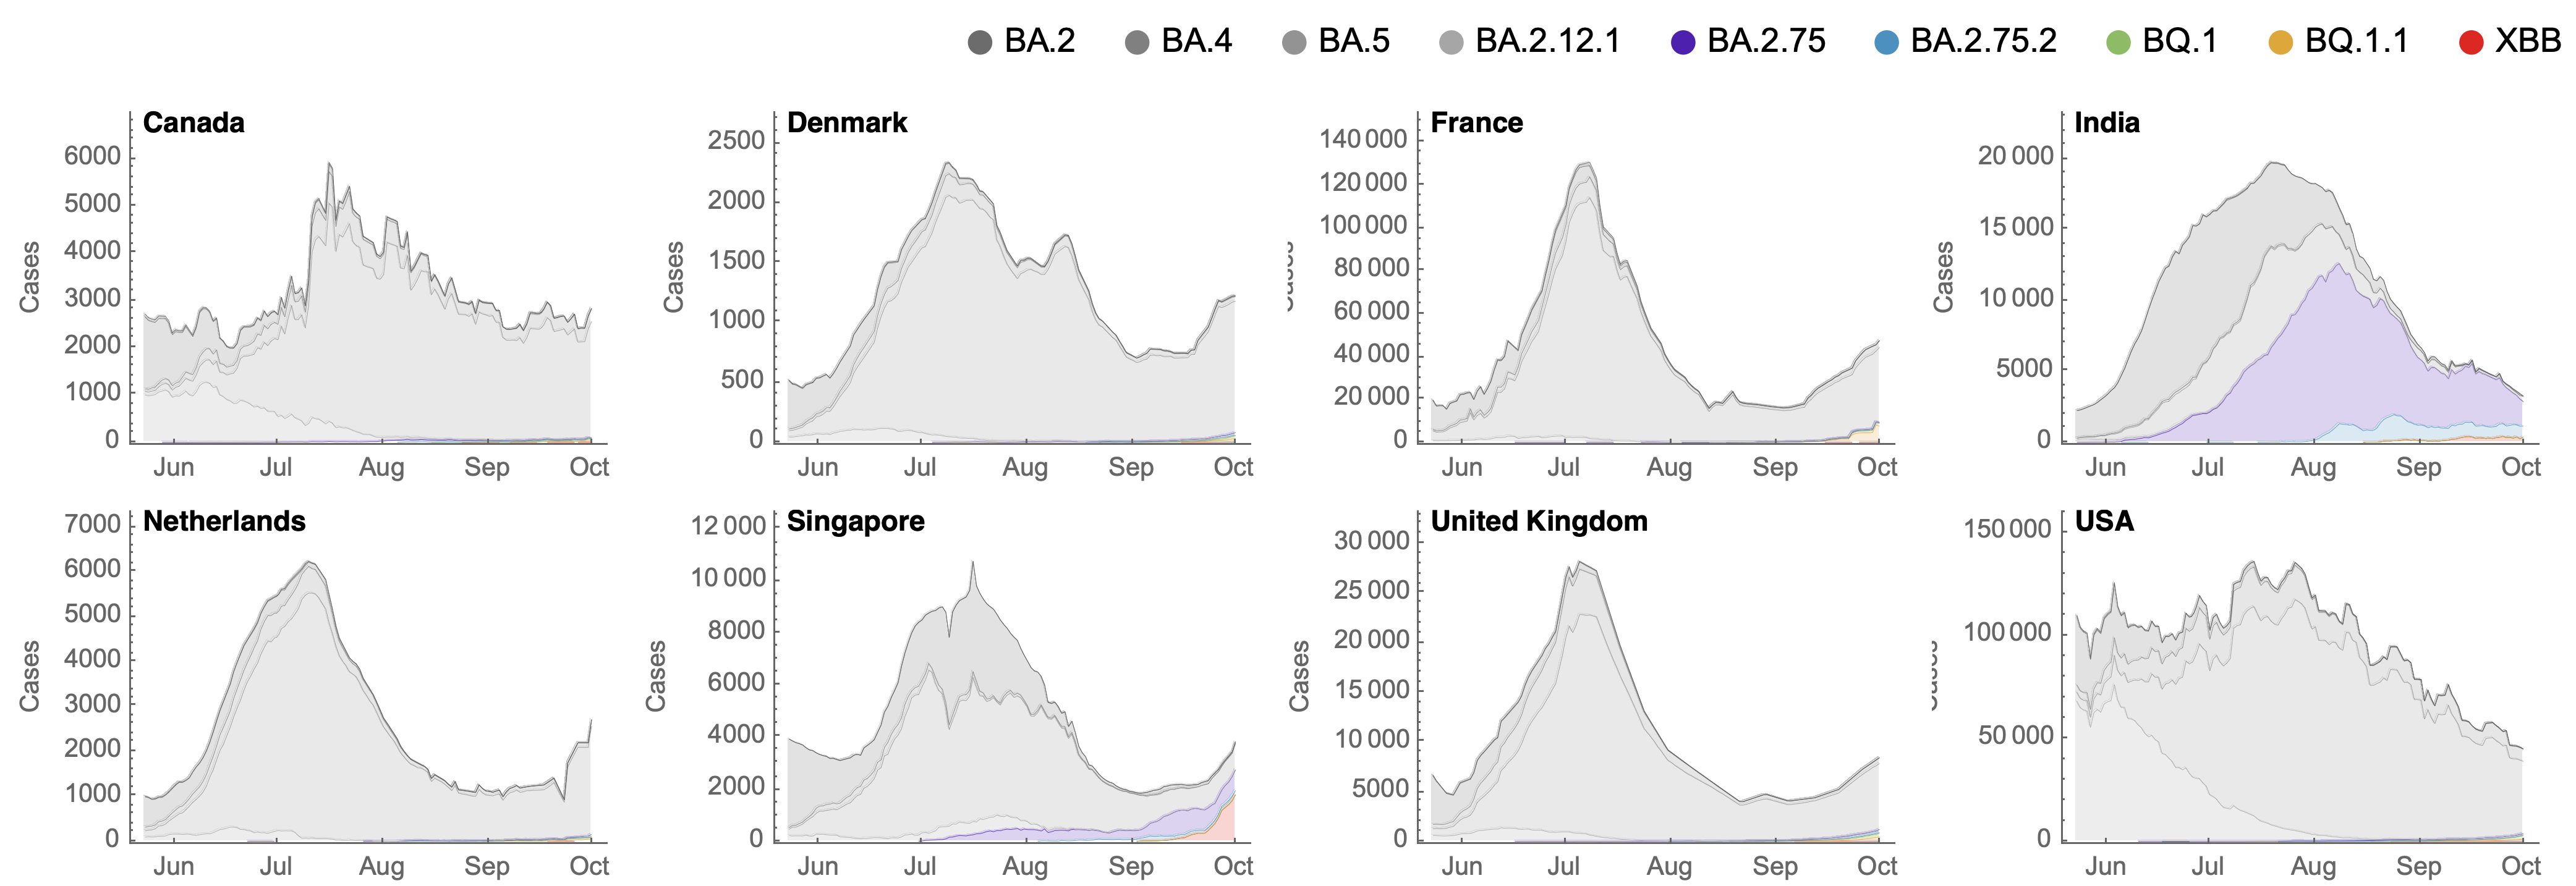 BA.2 BA.4 BA.5 BA.2.12.1 BA.2.75 BA.2.75.2 BQ.1 BQ.1.1 XBB
Canada
Cases
6000
5000
4000
3000
2000
1000
0
Jun Jul Aug Sep Oct
Denmark
Cases
2500
2000
1500
1000
500
0
Jun Jul Aug Sep Oct
France
140 000
120 000
100 000
80 000
60 000
40 000
20 000
0
Jun Jul Aug Sep Oct
India
Cases
20 000
15 000
10 000
5000
0
Jun Jul Aug Sep Oct
Netherlands
Cases
7000
6000
5000
4000
3000
2000
1000
0
Jun Jul Aug Sep Oct
Singapore
Cases
12 000
10 000
8000
6000
4000
2000
0
Jun Jul Aug Sep Oct
United Kingdom
Cases
30 000
25 000
20 000
15 000
10 000
5000
0
Jun Jul Aug Sep Oct
USA
150 000
100 000
50 000
0
Jun Jul Aug Sep Oct